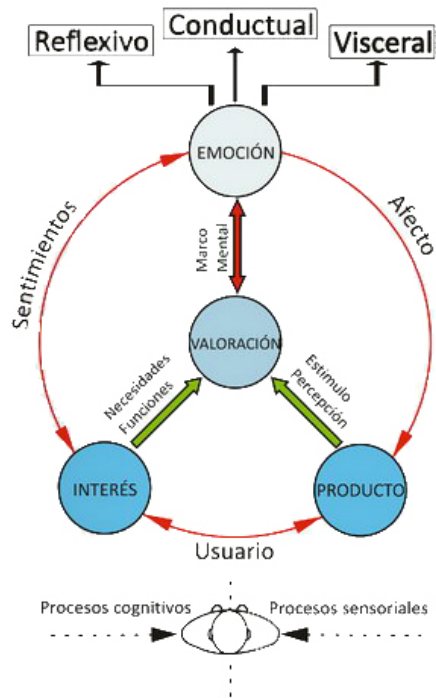 Reflexivo
Conductual
Visceral
EMOCIÓN
Sentimientos
Afecto
Marco
Mental
VALORACIÓN
Necesidades
Funciones
Estimulo
Percepción
INTERÉS
PRODUCTO
Usuario
Procesos cognitivos
Procesos sensoriales